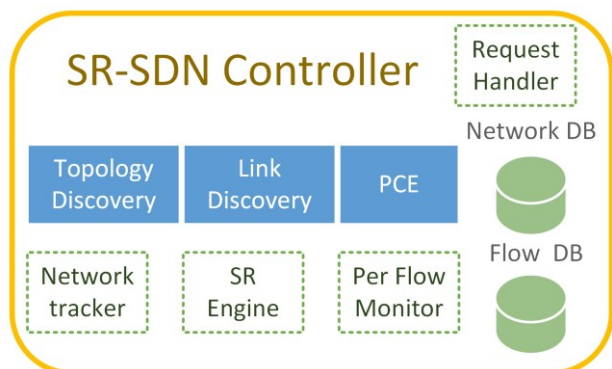 SR-SDN Controller
Request
Handler
Network DB
Topology
Discovery
Link
Discovery
PCE
Flow DB
Network
tracker
SR
Engine
Per Flow
Monitor